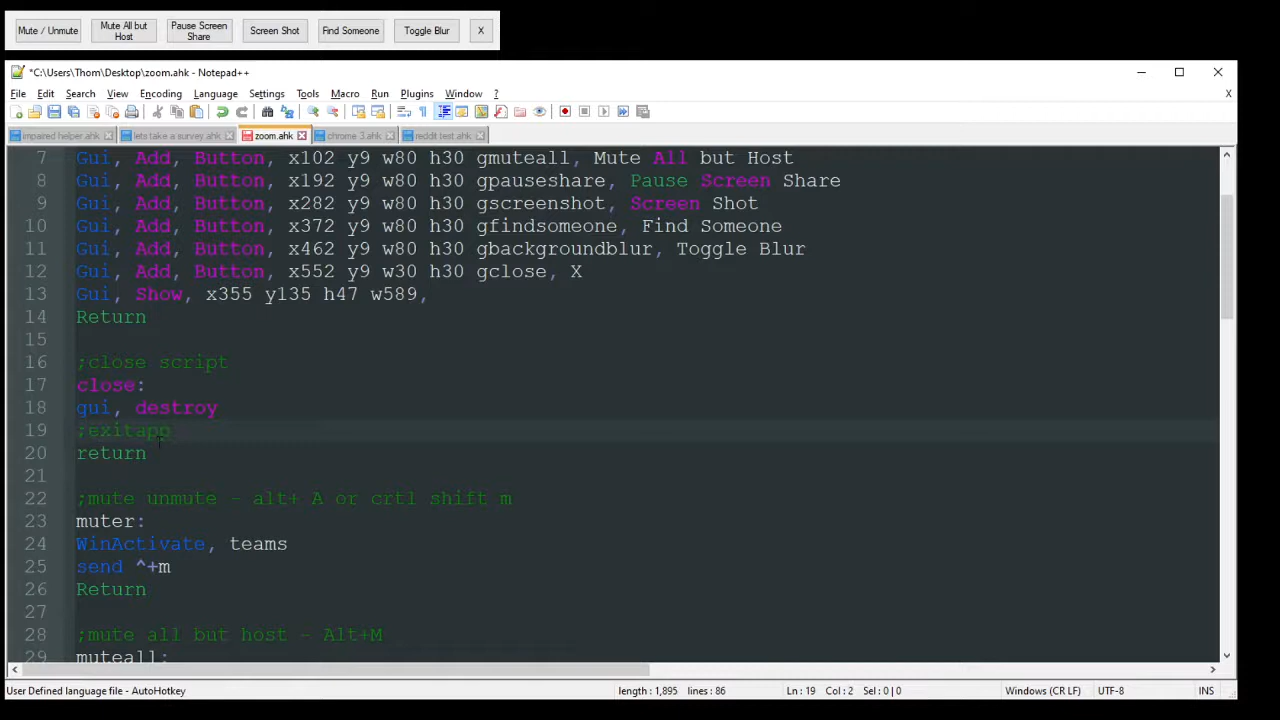 Mute / Unmute
Mute All but Host
Pause Screen Share
Screen Shot
Find Someone
Toggle Blur
X
*C:\Users\Thom\Desktop\zoom.ahk - Notepad++
File Edit Search View Encoding Language Settings Tools Macro Run Plugins Window ? X
impaired helper.ahk lets take a survey.ahk zoom.ahk chrome 3.ahk reddit test.ahk
7 Gui, Add, Button, x102 y9 w80 h30 gmuteall, Mute All but Host
8 Gui, Add, Button, x192 y9 w80 h30 gpauseshare, Pause Screen Share
9 Gui, Add, Button, x282 y9 w80 h30 gscreenshot, Screen Shot
10 Gui, Add, Button, x372 y9 w80 h30 gfindsomeone, Find Someone
11 Gui, Add, Button, x462 y9 w80 h30 gbackgroundblur, Toggle Blur
12 Gui, Add, Button, x552 y9 w30 h30 gclose, X
13 Gui, Show, x355 y135 h47 w589,
14 Return
15
16 ;close script
17 close:
18 gui, destroy
19 ;exitapp
20 return
21
22 ;mute unmute - alt+ A or crtl shift m
23 muter:
24 WinActivate, teams
25 send ^+m
26 Return
27
28 ;mute all but host - Alt+M
29 muteall:
User Defined language file - AutoHotkey length : 1,895 lines : 86 Ln : 19 Col : 2 Sel : 0 | 0 Windows (CR LF) UTF-8 INS